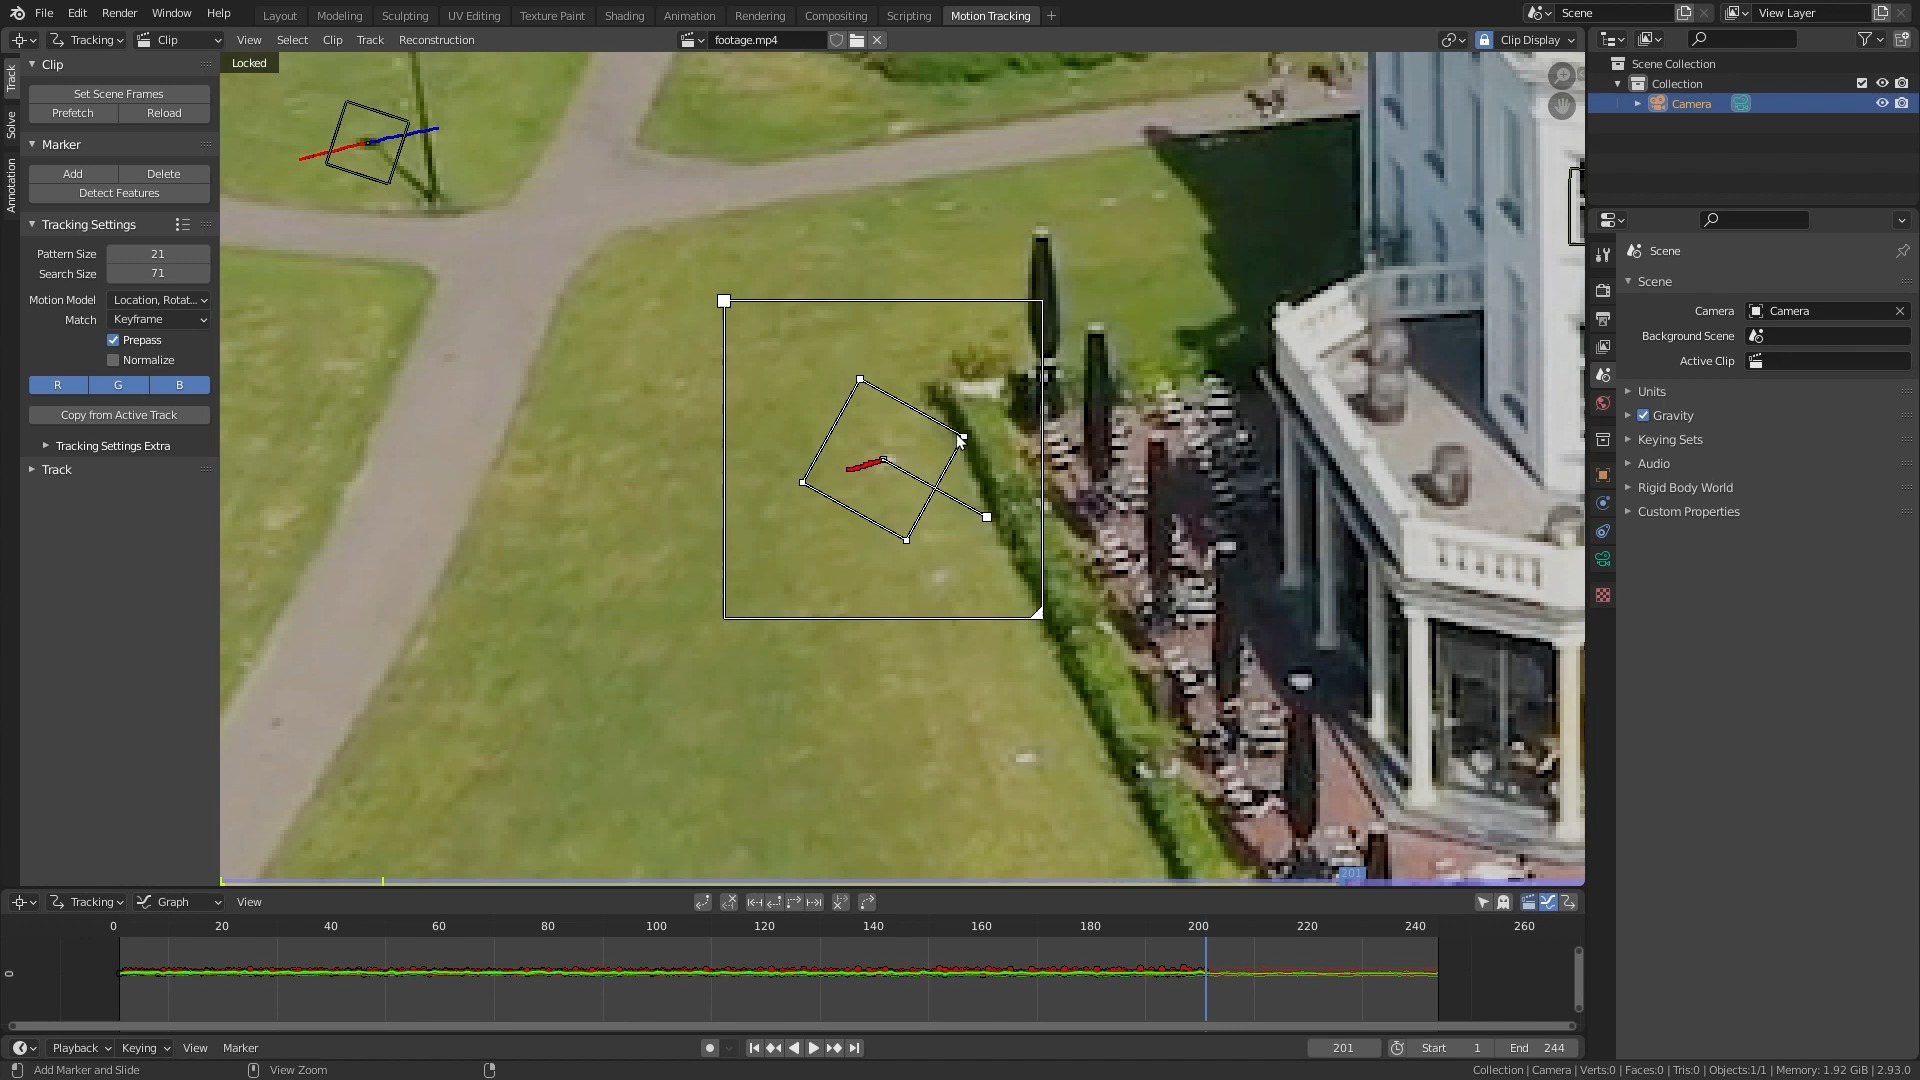 File Edit Render Window Help Layout Modeling Sculpting UV Editing Texture Paint Shading Animation Rendering Compositing Scripting Motion Tracking + Scene View Layer
Tracking Clip View Select Clip Track Reconstruction footage.mp4 Clip Display
Locked
Track
Solve
Annotation
Clip
Set Scene Frames
Prefetch Reload
Marker
Add Delete
Detect Features
Tracking Settings
Pattern Size 21
Search Size 71
Motion Model Location, Rotat...
Match Keyframe
Prepass
Normalize
R G B
Copy from Active Track
Tracking Settings Extra
Track
Scene Collection
Collection
Camera
Scene
Scene
Camera Camera
Background Scene
Active Clip
Units
Gravity
Keying Sets
Audio
Rigid Body World
Custom Properties
201
Tracking Graph View
0 20 40 60 80 100 120 140 160 180 200 220 240 260
0
Playback Keying View Marker 201 Start 1 End 244
Add Marker and Slide View Zoom Collection | Camera | Verts:0 | Faces:0 | Tris:0 | Objects:1/1 | Memory: 1.92 GiB | 2.93.0